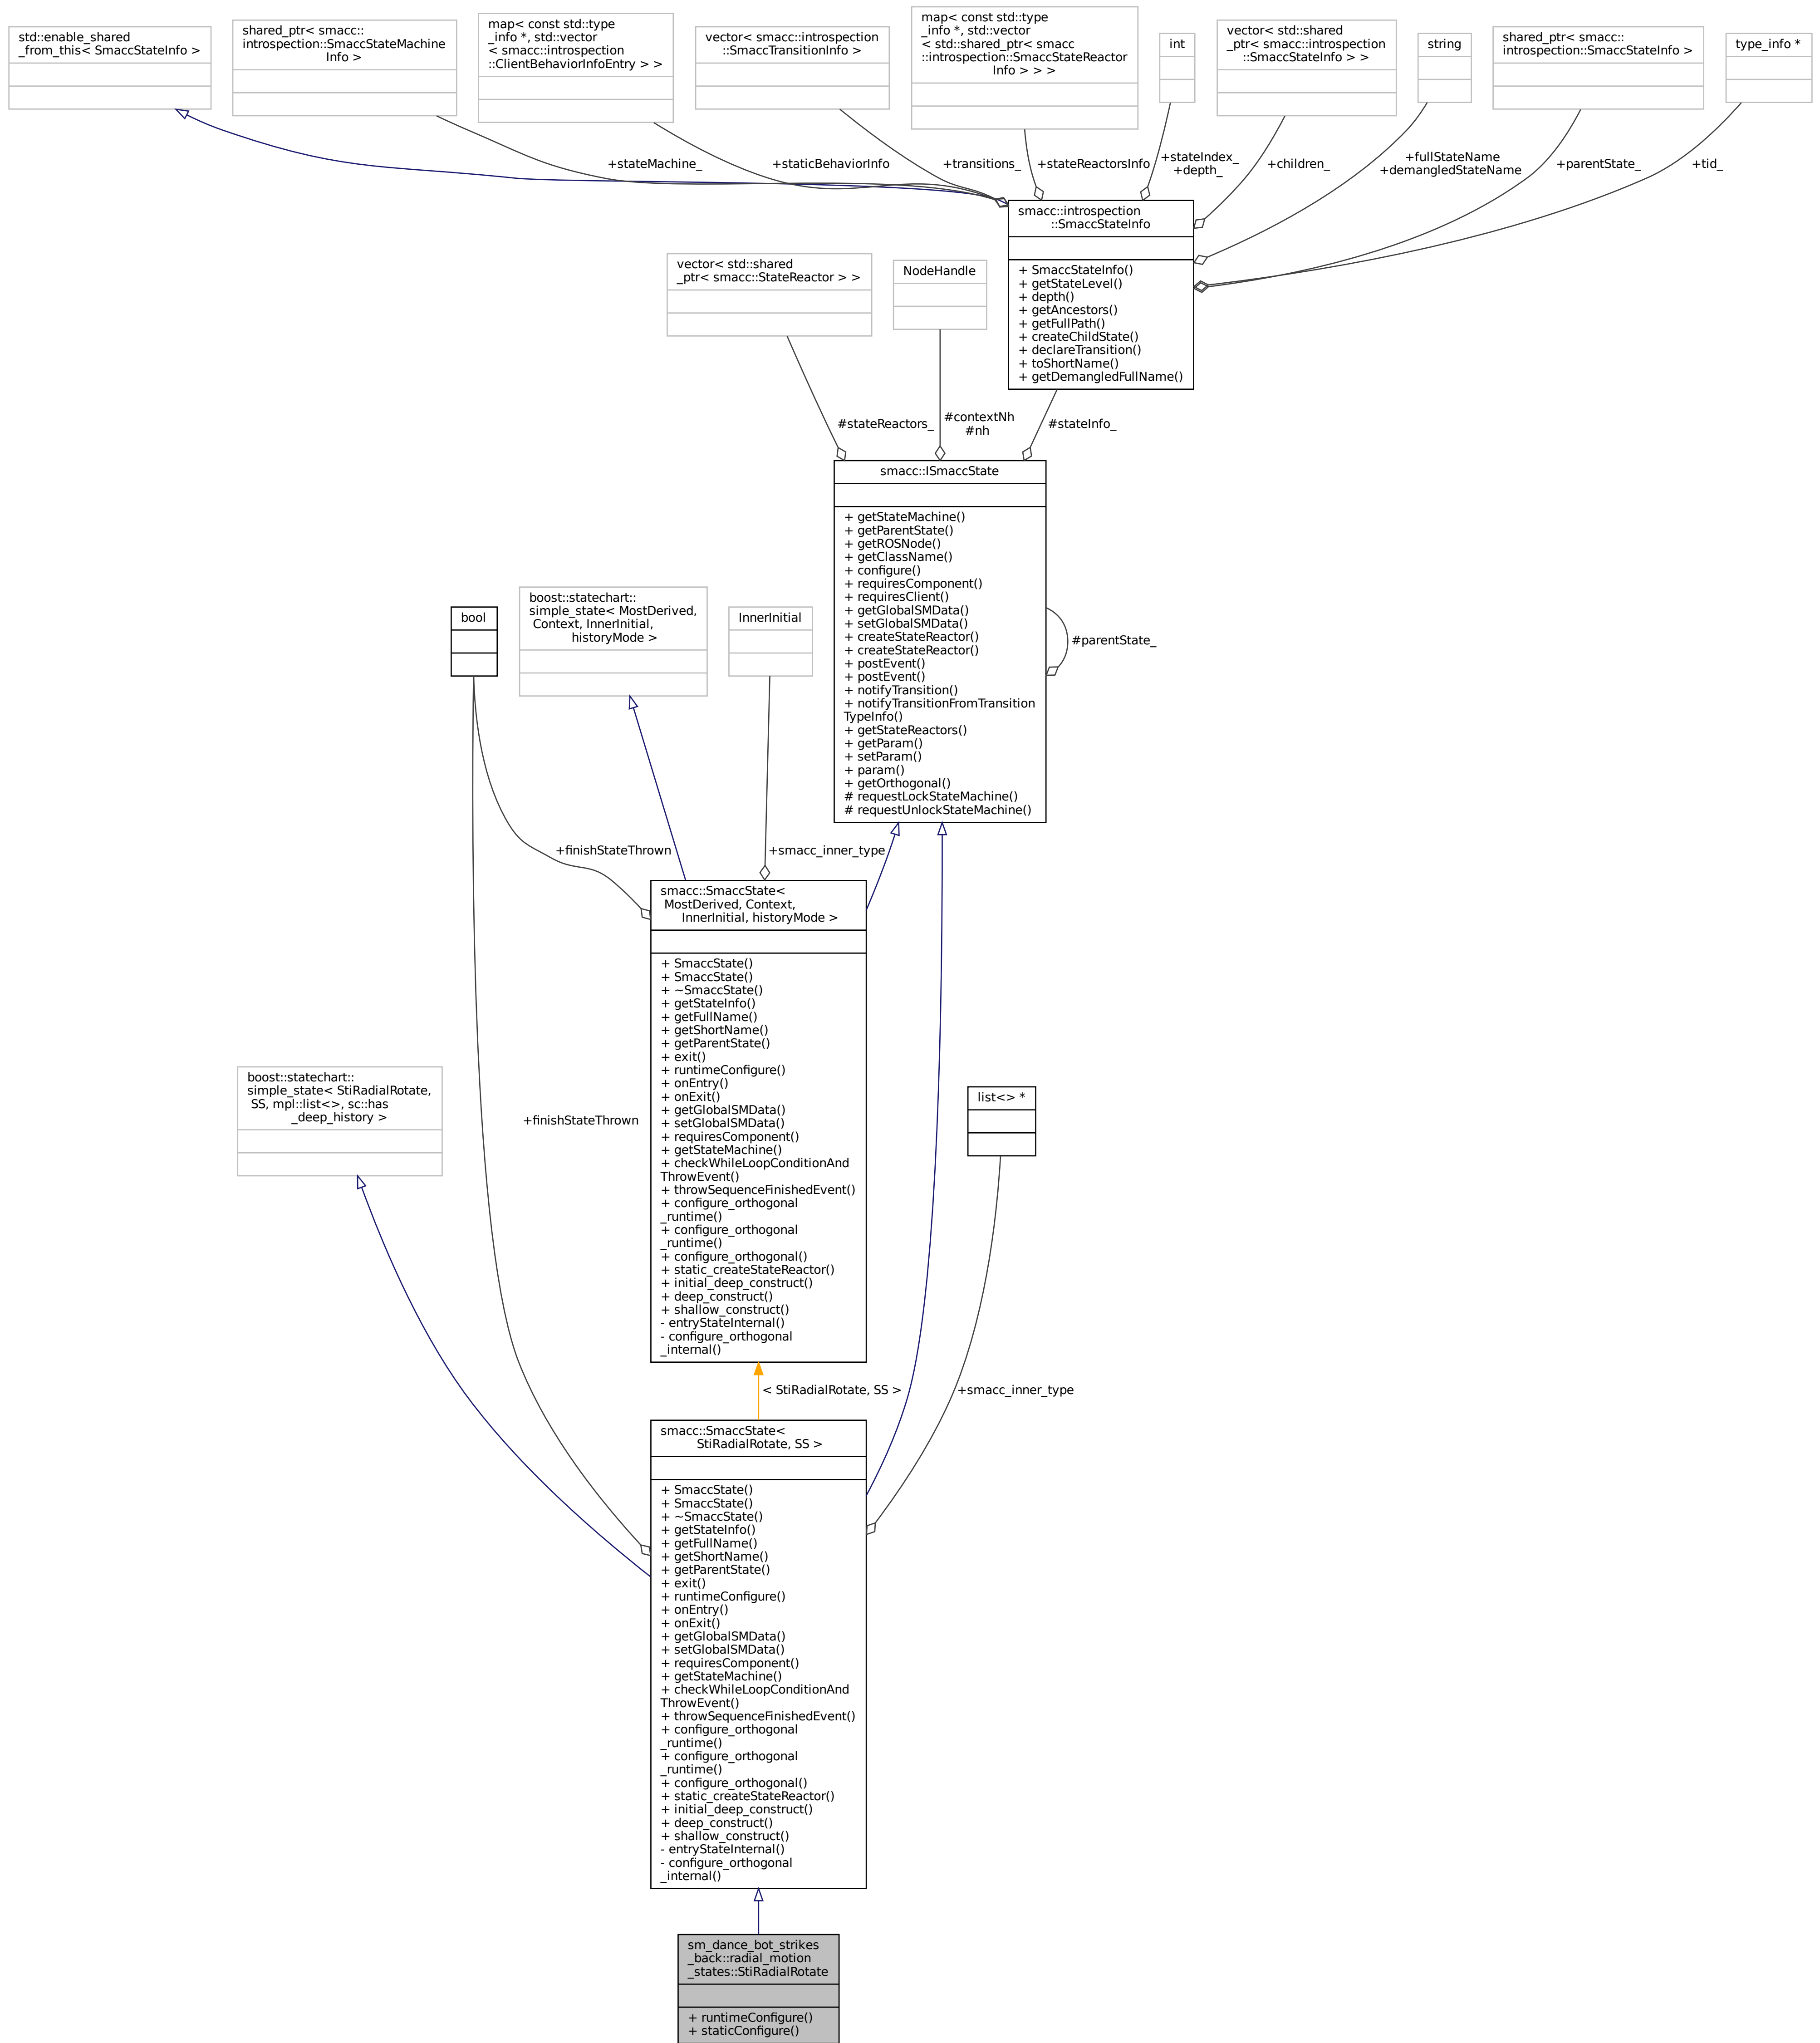 std::enable_shared
_from_this< SmaccStateInfo >
shared_ptr< smacc::
introspection::SmaccStateMachine
Info >
map< const std::type
_info *, std::vector
< smacc::introspection
::ClientBehaviorInfoEntry > >
vector< smacc::introspection
::SmaccTransitionInfo >
map< const std::type
_info *, std::vector
< std::shared_ptr< smacc
::introspection::SmaccStateReactor
Info > > >
int
vector< std::shared
_ptr< smacc::introspection
::SmaccStateInfo > >
string
shared_ptr< smacc::
introspection::SmaccStateInfo >
type_info *
+stateMachine_
+staticBehaviorInfo
+transitions_
+stateReactorsInfo
+stateIndex_
+depth_
+children_
+fullStateName
+demangledStateName
+parentState_
+tid_
smacc::introspection
::SmaccStateInfo
+ SmaccStateInfo()
+ getStateLevel()
+ depth()
+ getAncestors()
+ getFullPath()
+ createChildState()
+ declareTransition()
+ toShortName()
+ getDemangledFullName()
vector< std::shared
_ptr< smacc::StateReactor > >
NodeHandle
#stateReactors_
#contextNh
#nh
#stateInfo_
smacc::ISmaccState
+ getStateMachine()
+ getParentState()
+ getROSNode()
+ getClassName()
+ configure()
+ requiresComponent()
+ requiresClient()
+ getGlobalSMData()
+ setGlobalSMData()
+ createStateReactor()
+ createStateReactor()
+ postEvent()
+ postEvent()
+ notifyTransition()
+ notifyTransitionFromTransition
TypeInfo()
+ getStateReactors()
+ getParam()
+ setParam()
+ param()
+ getOrthogonal()
# requestLockStateMachine()
# requestUnlockStateMachine()
#parentState_
bool
boost::statechart::
simple_state< MostDerived,
Context, InnerInitial,
historyMode >
InnerInitial
+finishStateThrown
+smacc_inner_type
smacc::SmaccState<
MostDerived, Context,
InnerInitial, historyMode >
+ SmaccState()
+ SmaccState()
+ ~SmaccState()
+ getStateInfo()
+ getFullName()
+ getShortName()
+ getParentState()
+ exit()
+ runtimeConfigure()
+ onEntry()
+ onExit()
+ getGlobalSMData()
+ setGlobalSMData()
+ requiresComponent()
+ getStateMachine()
+ checkWhileLoopConditionAnd
ThrowEvent()
+ throwSequenceFinishedEvent()
+ configure_orthogonal
_runtime()
+ configure_orthogonal
_runtime()
+ configure_orthogonal()
+ static_createStateReactor()
+ initial_deep_construct()
+ deep_construct()
+ shallow_construct()
- entryStateInternal()
- configure_orthogonal
_internal()
boost::statechart::
simple_state< StiRadialRotate,
SS, mpl::list<>, sc::has
_deep_history >
+finishStateThrown
list<> *
< StiRadialRotate, SS >
+smacc_inner_type
smacc::SmaccState<
StiRadialRotate, SS >
+ SmaccState()
+ SmaccState()
+ ~SmaccState()
+ getStateInfo()
+ getFullName()
+ getShortName()
+ getParentState()
+ exit()
+ runtimeConfigure()
+ onEntry()
+ onExit()
+ getGlobalSMData()
+ setGlobalSMData()
+ requiresComponent()
+ getStateMachine()
+ checkWhileLoopConditionAnd
ThrowEvent()
+ throwSequenceFinishedEvent()
+ configure_orthogonal
_runtime()
+ configure_orthogonal
_runtime()
+ configure_orthogonal()
+ static_createStateReactor()
+ initial_deep_construct()
+ deep_construct()
+ shallow_construct()
- entryStateInternal()
- configure_orthogonal
_internal()
sm_dance_bot_strikes
_back::radial_motion
_states::StiRadialRotate
+ runtimeConfigure()
+ staticConfigure()